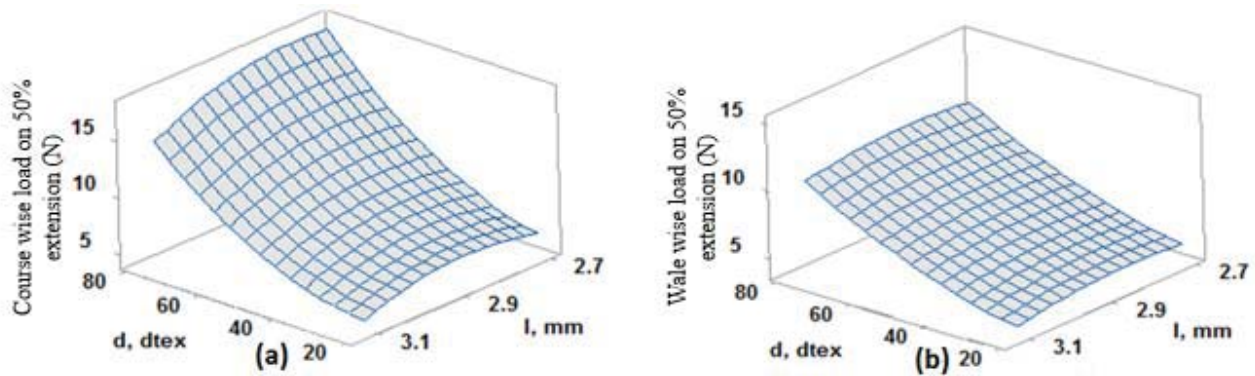 Course wise load on 50%
extension (N)
15
10
5
80
60
40
20
d, dtex
3.1
2.9
2.7
l, mm
(a)
Wale wise load on 50%
extension (N)
15
10
5
80
60
40
20
d, dtex
3.1
2.9
2.7
l, mm
(b)